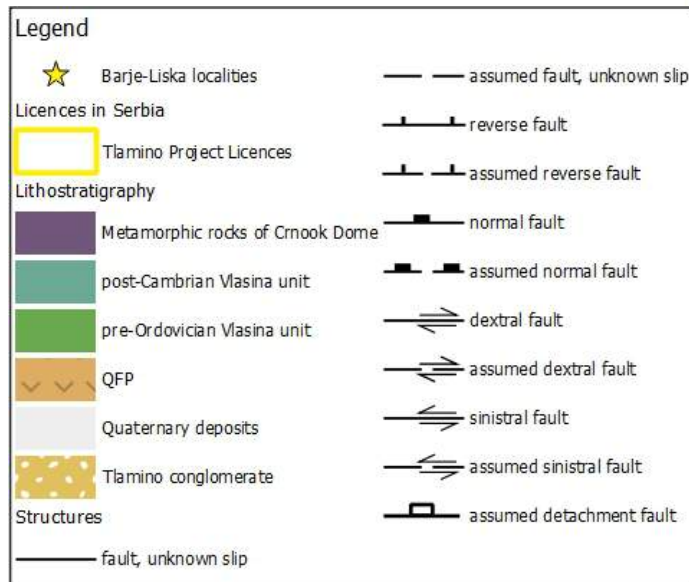 Legend
Barje-Liska localities
Licences in Serbia
Tlamino Project Licences
Lithostratigraphy
Metamorphic rocks of Crnook Dome
post-Cambrian Vlasina unit
pre-Ordovician Vlasina unit
QFP
Quaternary deposits
Tlamino conglomerate
Structures
fault, unknown slip
assumed fault, unknown slip
reverse fault
assumed reverse fault
normal fault
assumed normal fault
dextral fault
assumed dextral fault
sinistral fault
assumed sinistral fault
assumed detachment fault